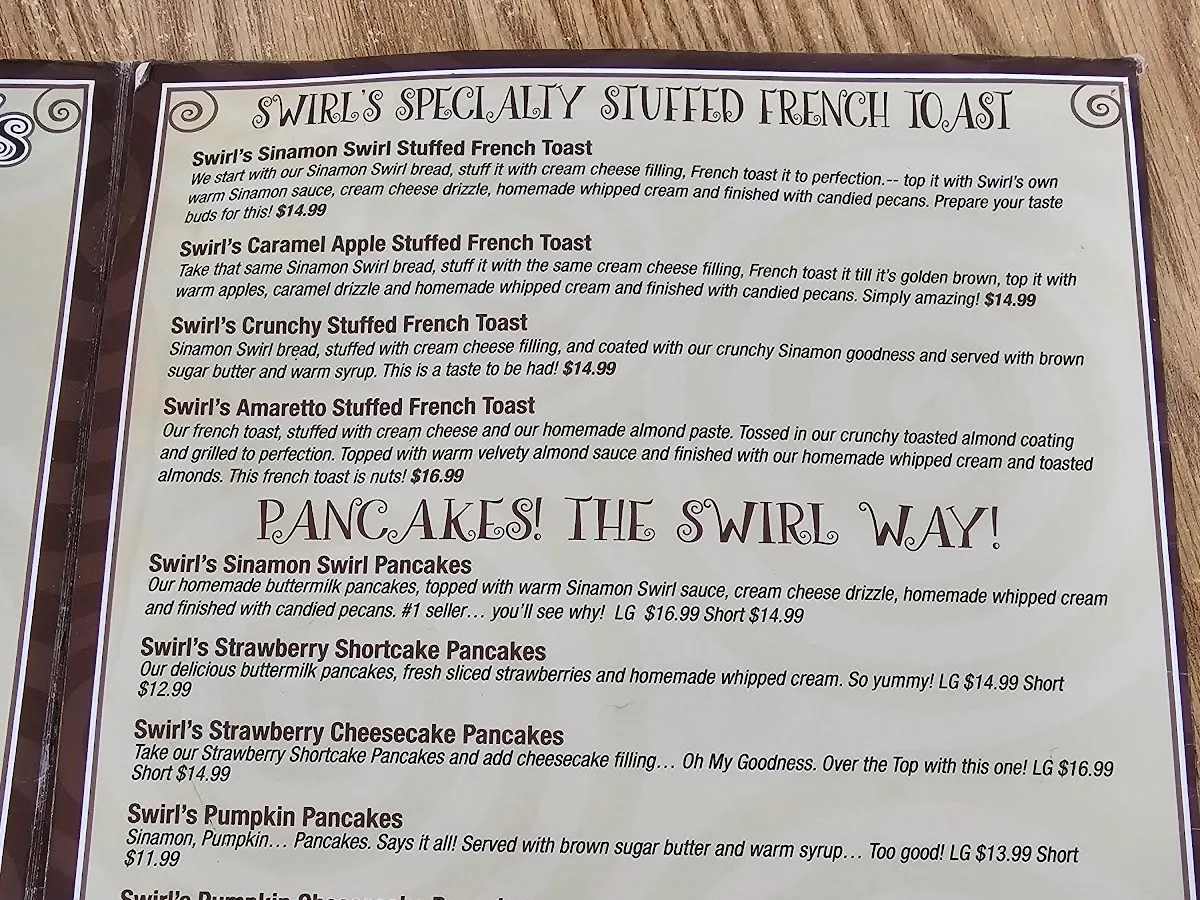 S
SWIRL'S SPECIALTY STUFFED FRENCH TOAST
Swirl's Sinamon Swirl Stuffed French Toast
We start with our Sinamon Swirl bread, stuff it with cream cheese filling, French toast it to perfection.-- top it with Swirl's own
warm Sinamon sauce, cream cheese drizzle, homemade whipped cream and finished with candied pecans. Prepare your taste
buds for this! $14.99
Swirl's Caramel Apple Stuffed French Toast
Take that same Sinamon Swirl bread, stuff it with the same cream cheese filling, French toast it till it's golden brown, top it with
warm apples, caramel drizzle and homemade whipped cream and finished with candied pecans. Simply amazing! $14.99
Swirl's Crunchy Stuffed French Toast
Sinamon Swirl bread, stuffed with cream cheese filling, and coated with our crunchy Sinamon goodness and served with brown
sugar butter and warm syrup. This is a taste to be had! $14.99
Swirl's Amaretto Stuffed French Toast
Our french toast, stuffed with cream cheese and our homemade almond paste. Tossed in our crunchy toasted almond coating
and grilled to perfection. Topped with warm velvety almond sauce and finished with our homemade whipped cream and toasted
almonds. This french toast is nuts! $16.99
PANCAKES! THE SWIRL WAY!
Swirl's Sinamon Swirl Pancakes
Our homemade buttermilk pancakes, topped with warm Sinamon Swirl sauce, cream cheese drizzle, homemade whipped cream
and finished with candied pecans. #1 seller... you'll see why! LG $16.99 Short $14.99
Swirl's Strawberry Shortcake Pancakes
Our delicious buttermilk pancakes, fresh sliced strawberries and homemade whipped cream. So yummy! LG $14.99 Short
$12.99
Swirl's Strawberry Cheesecake Pancakes
Take our Strawberry Shortcake Pancakes and add cheesecake filling... Oh My Goodness. Over the Top with this one! LG $16.99
Short $14.99
Swirl's Pumpkin Pancakes
Sinamon, Pumpkin... Pancakes. Says it all! Served with brown sugar butter and warm syrup... Too good! LG $13.99 Short
$11.99
Swirl's Pumpkin Cheesecake